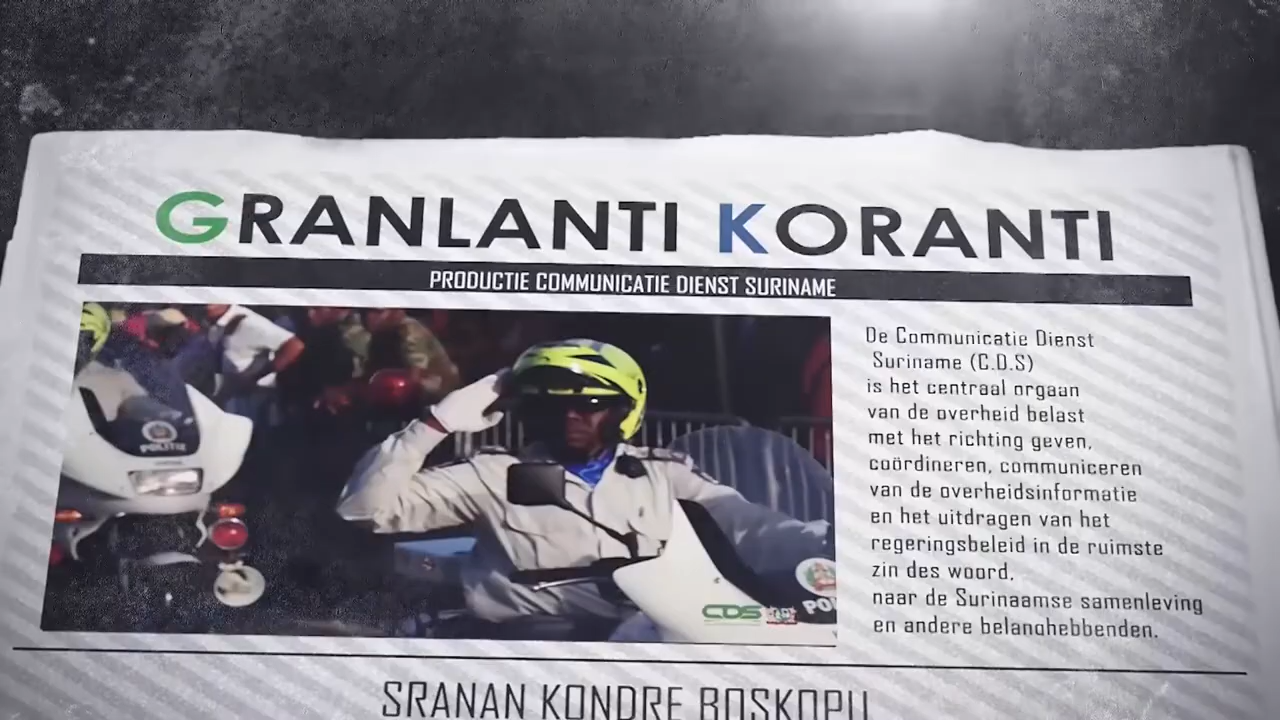 GRANLANTI KORANTI
PRODUCTIE COMMUNICATIE DIENST SURINAME
De Communicatie Dienst
Suriname (C.D.S)
is het centraal orgaan
van de overheid belast
met het richting geven,
coördineren, communiceren
van de overheidsinformatie
en het uitdragen van het
regeringsbeleid in de ruimste
zin des woord,
naar de Surinaamse samenleving
en andere belanghebbenden.
POLITIE
CDS
POL
SRANAN KONDRE BOSKOPU